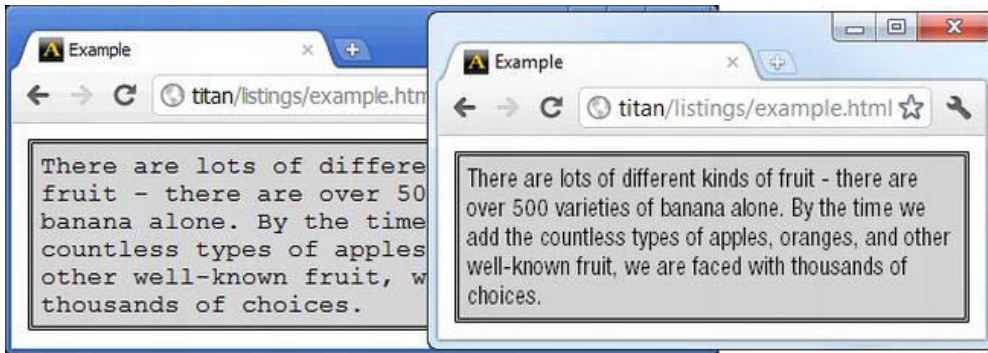 Example
titan/listings/example.htm
There are lots of differe
fruit – there are over 50
banana alone. By the time
countless types of apples
other well-known fruit, w
thousands of choices.
Example
titan/listings/example.html
There are lots of different kinds of fruit - there are
over 500 varieties of banana alone. By the time we
add the countless types of apples, oranges, and other
well-known fruit, we are faced with thousands of
choices.